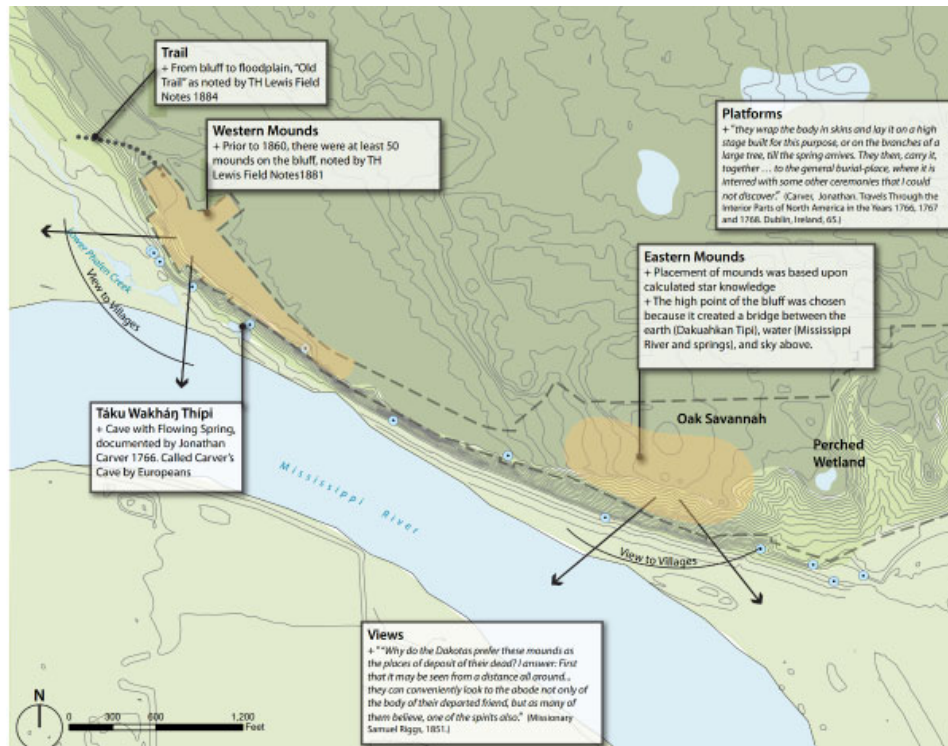 Trail
+ From bluff to floodplain, "Old
Trail" as noted by TH Lewis Field
Notes 1884
Western Mounds
+ Prior to 1860, there were at least 50
mounds on the bluff, noted by TH
Lewis Field Notes1881
Platforms
+ "they wrap the body in skins and lay it on a high
stage built for this purpose, or on the branches of a
large tree, till the spring arrives. They then, carry it,
together ... to the general burial-place, where it is
interred with some other ceremonies that I could
not discover." (Carver, Jonathan. Travels Through the
Interior Parts of North America in the Years 1766, 1767
and 1768. Dublin, Ireland, 65.)
Lower Phalen Creek
View to Villages
Eastern Mounds
+ Placement of mounds was based upon
calculated star knowledge
+ The high point of the bluff was chosen
because it created a bridge between the
earth (Dakuahkan Tipi), water (Mississippi
River and springs), and sky above.
Táku Wakháŋ Thípi
+ Cave with Flowing Spring,
documented by Jonathan
Carver 1766. Called Carver's
Cave by Europeans
Oak Savannah
Perched
Wetland
Mississippi River
View to Villages
Views
+ "“Why do the Dakotas prefer these mounds as
the places of deposit of their dead? I answer: First
that it may be seen from a distance all around...
they can conveniently look to the abode not only of
the body of their departed friend, but as many of
them believe, one of the spirits also." (Missionary
Samuel Riggs, 1851.)
N
0 300 600 1,200
Feet